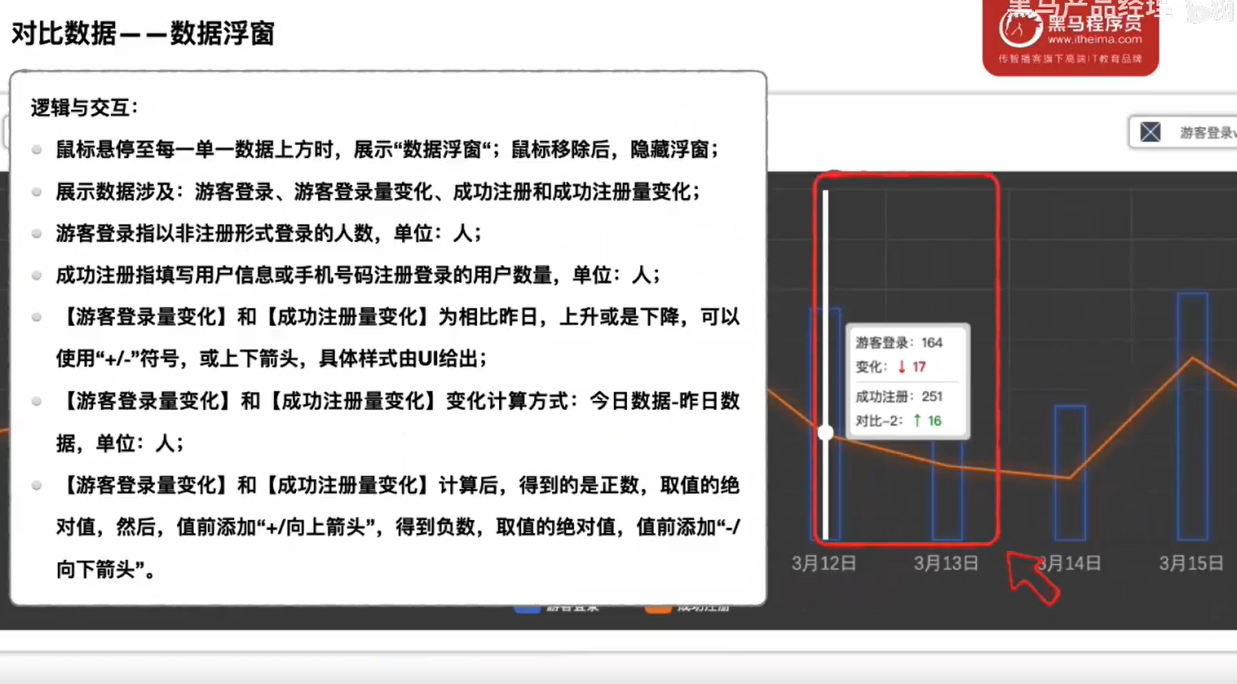 对比数据——数据浮窗
黑马产品经理
黑马程序员
www.itheima.com
传智播客旗下高端IT教育品牌
逻辑与交互：
鼠标悬停至每一单一数据上方时，展示“数据浮窗“；鼠标移除后，隐藏浮窗；
展示数据涉及：游客登录、游客登录量变化、成功注册和成功注册量变化；
游客登录指以非注册形式登录的人数，单位：人；
成功注册指填写用户信息或手机号码注册登录的用户数量，单位：人；
【游客登录量变化】和【成功注册量变化】为相比昨日，上升或是下降，可以
使用“+/-”符号，或上下箭头，具体样式由UI给出；
【游客登录量变化】和【成功注册量变化】变化计算方式：今日数据-昨日数
据，单位：人；
【游客登录量变化】和【成功注册量变化】计算后，得到的是正数，取值的绝
对值，然后，值前添加“+/向上箭头”，得到负数，取值的绝对值，值前添加“-/
向下箭头”。
游客登录
游客登录：164
变化：↓ 17
成功注册：251
对比-2：↑ 16
3月12日 3月13日 3月14日 3月15日
游客登录 成功注册